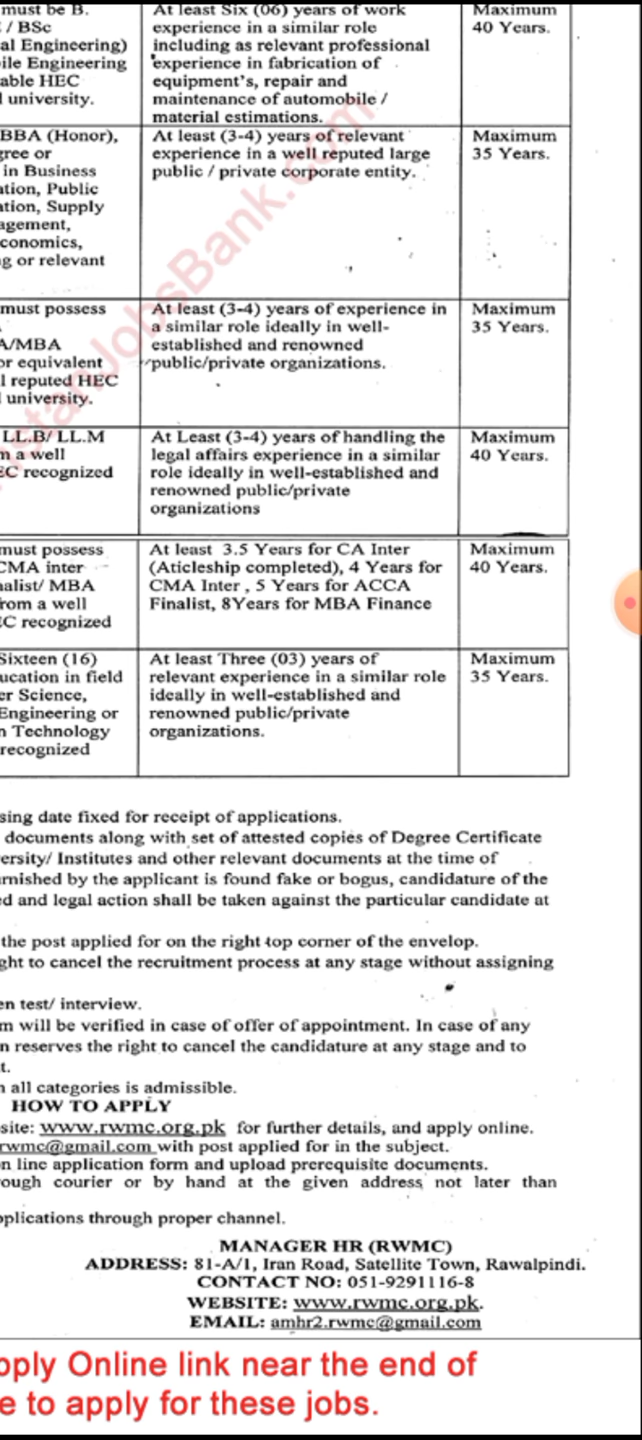 must be B.
/ BSc
al Engineering)
ile Engineering
able HEC
university.
At least Six (06) years of work
experience in a similar role
including as relevant professional
experience in fabrication of
equipment's, repair and
maintenance of automobile /
material estimations.
Maximum
40 Years.
BBA (Honor),
gree or
in Business
ation, Public
ation, Supply
agement,
conomics,
g or relevant
At least (3-4) years of relevant
experience in a well reputed large
public / private corporate entity.
Maximum
35 Years.
must possess
A/MBA
or equivalent
l reputed HEC
university.
At least (3-4) years of experience in
a similar role ideally in well-
established and renowned
public/private organizations.
Maximum
35 Years.
LL.B/ LL.M
m a well
EC recognized
At Least (3-4) years of handling the
legal affairs experience in a similar
role ideally in well-established and
renowned public/private
organizations
Maximum
40 Years.
must possess
CMA inter
nalist/ MBA
rom a well
EC recognized
At least 3.5 Years for CA Inter
(Aticleship completed), 4 Years for
CMA Inter , 5 Years for ACCA
Finalist, 8Years for MBA Finance
Maximum
40 Years.
Sixteen (16)
ucation in field
er Science,
Engineering or
n Technology
recognized
At least Three (03) years of
relevant experience in a similar role
ideally in well-established and
renowned public/private
organizations.
Maximum
35 Years.
stanJobsBank.com
sing date fixed for receipt of applications.
documents along with set of attested copies of Degree Certificate
ersity/ Institutes and other relevant documents at the time of
urnished by the applicant is found fake or bogus, candidature of the
ed and legal action shall be taken against the particular candidate at
the post applied for on the right top corner of the envelop.
ght to cancel the recruitment process at any stage without assigning
en test/ interview.
m will be verified in case of offer of appointment. In case of any
n reserves the right to cancel the candidature at any stage and to
t.
n all categories is admissible.
HOW TO APPLY
site: www.rwmc.org.pk for further details, and apply online.
rwmc@gmail.com with post applied for in the subject.
n line application form and upload prerequisite documents.
rough courier or by hand at the given address not later than
pplications through proper channel.
MANAGER HR (RWMC)
ADDRESS: 81-A/1, Iran Road, Satellite Town, Rawalpindi.
CONTACT NO: 051-9291116-8
WEBSITE: www.rwmc.org.pk.
EMAIL: amhr2.rwmc@gmail.com
pply Online link near the end of
e to apply for these jobs.